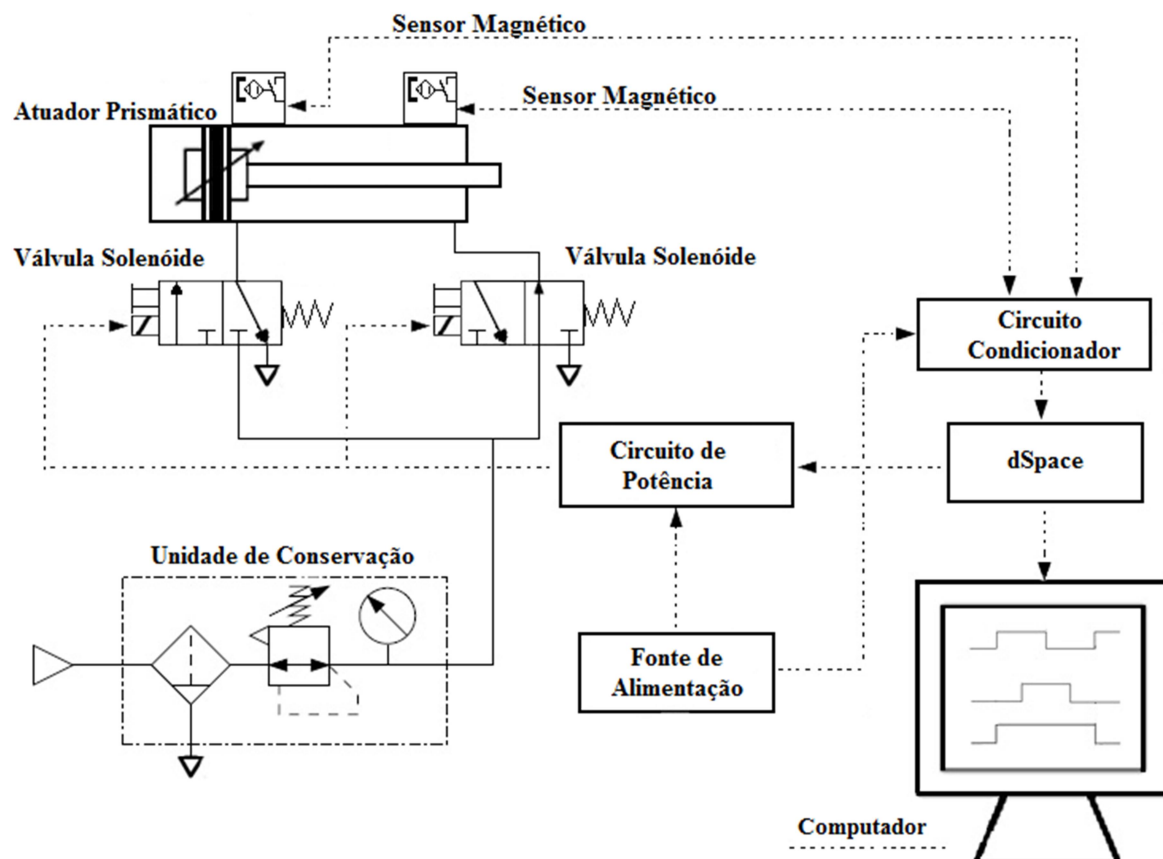 Sensor Magnético
Sensor Magnético
Atuador Prismático
Válvula Solenóide
Válvula Solenóide
Circuito
Condicionador
Circuito de
Potência
dSpace
Unidade de Conservação
Fonte de
Alimentação
Computador